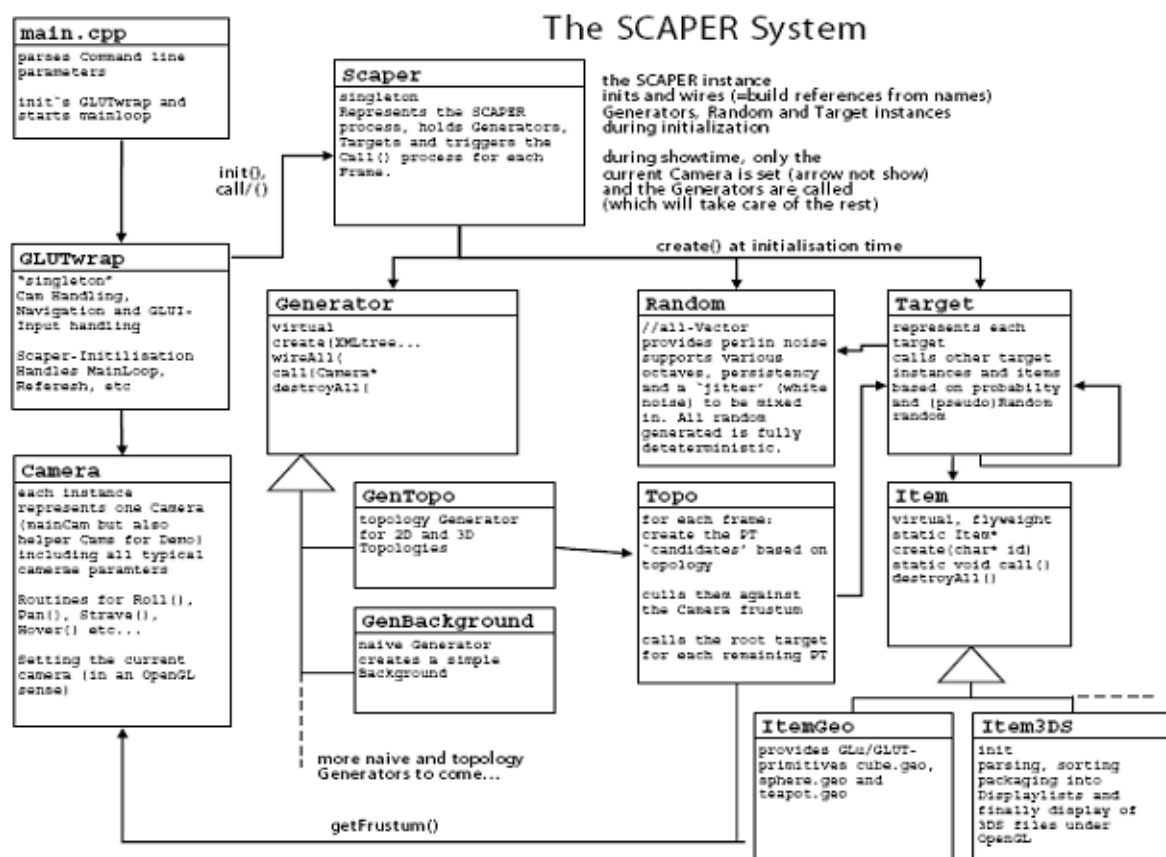 The SCAPER System
main.cpp
parses Command line
parameters
init`s GLUTwrap and
starts mainloop
Scaper
singleton
Represents the SCAPER
process, holds Generators,
Targets and triggers the
Call() process for each
Frame.
the SCAPER instance
inits and wires (=build references from names)
Generators, Random and Target instances
during initialization
during showtime, only the
current Camera is set (arrow not show)
and the Generators are called
(which will take care of the rest)
init(),
call/()
create() at initialisation time
GLUTwrap
"singleton"
Cam Handling,
Navigation and GLUI-
Input handling
Scaper-Initilisation
Handles MainLoop,
Referesh, etc
Generator
virtual
create(XMLtree...
wireAll(
call(Camera*
destroyAll(
Random
//all-Vector
provides perlin noise
supports various
octaves, persistency
and a `jitter' (white
noise) to be mixed
in. All random
generated is fully
deteterministic.
Target
represents each
target
calls other target
instances and items
based on probabilty
and (pseudo)Random
random
Camera
each instance
represents one Camera
(mainCam but also
helper Cams for Demo)
including all typical
camerae paramters
Routines for Roll(),
Pan(), Strave(),
Hover() etc...
Setting the current
camera (in an OpenGL
sense)
GenTopo
topology Generator
for 2D and 3D
Topologies
Topo
for each frame:
create the PT
`candidates' based on
topology
culls them against
the Camera frustum
calls the root target
for each remaining PT
Item
virtual, flyweight
static Item*
create(char* id)
static void call()
destroyAll()
GenBackground
naive Generator
creates a simple
Background
more naive and topology
Generators to come...
ItemGeo
provides GLu/GLUT-
primitives cube.geo,
sphere.geo and
teapot.geo
Item3DS
init
parsing, sorting
packaging into
Displaylists and
finally display of
3DS files under
OpenGL
getFrustum()